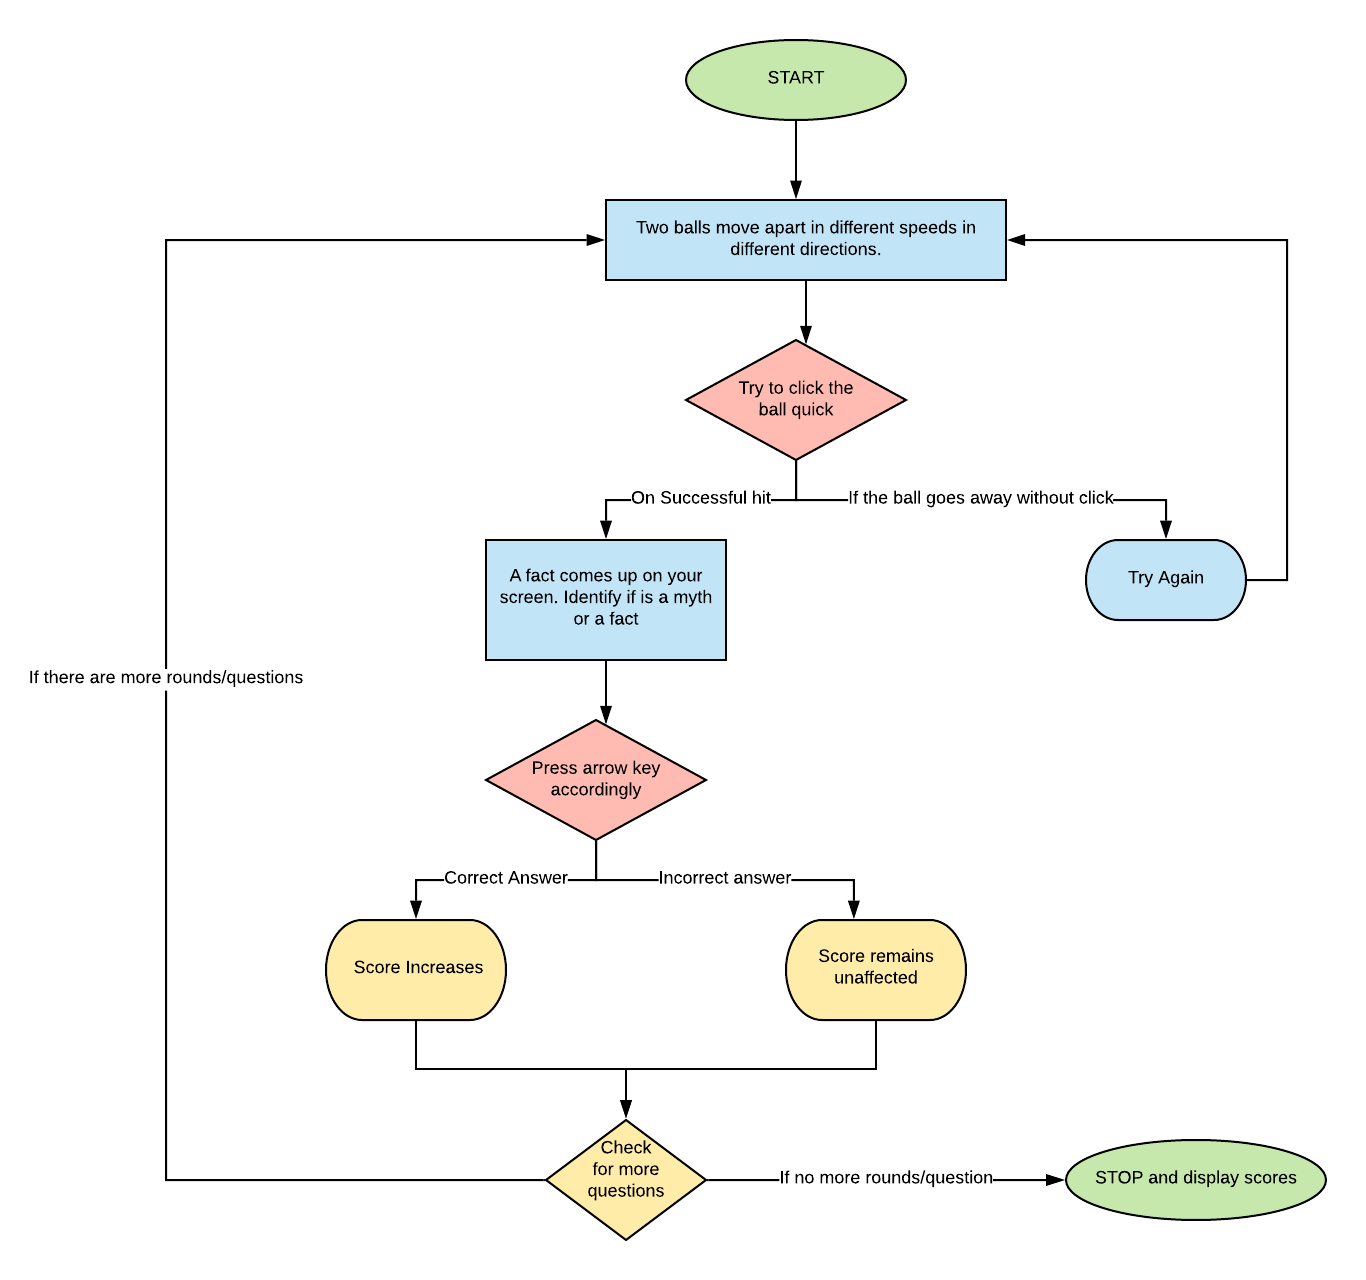 START
Two balls move apart in different speeds in
different directions.
Try to click the
ball quick
On Successful hit
If the ball goes away without click
A fact comes up on your
screen. Identify if is a myth
or a fact
Try Again
If there are more rounds/questions
Press arrow key
accordingly
Correct Answer
Incorrect answer
Score Increases
Score remains
unaffected
Check
for more
questions
If no more rounds/question
STOP and display scores